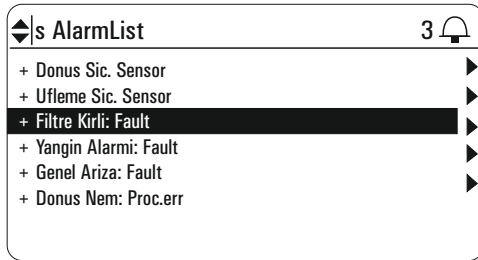 s AlarmList 3
+ Donus Sic. Sensor
+ Ufleme Sic. Sensor
+ Filtre Kirli: Fault
+ Yangin Alarmi: Fault
+ Genel Ariza: Fault
+ Donus Nem: Proc.err